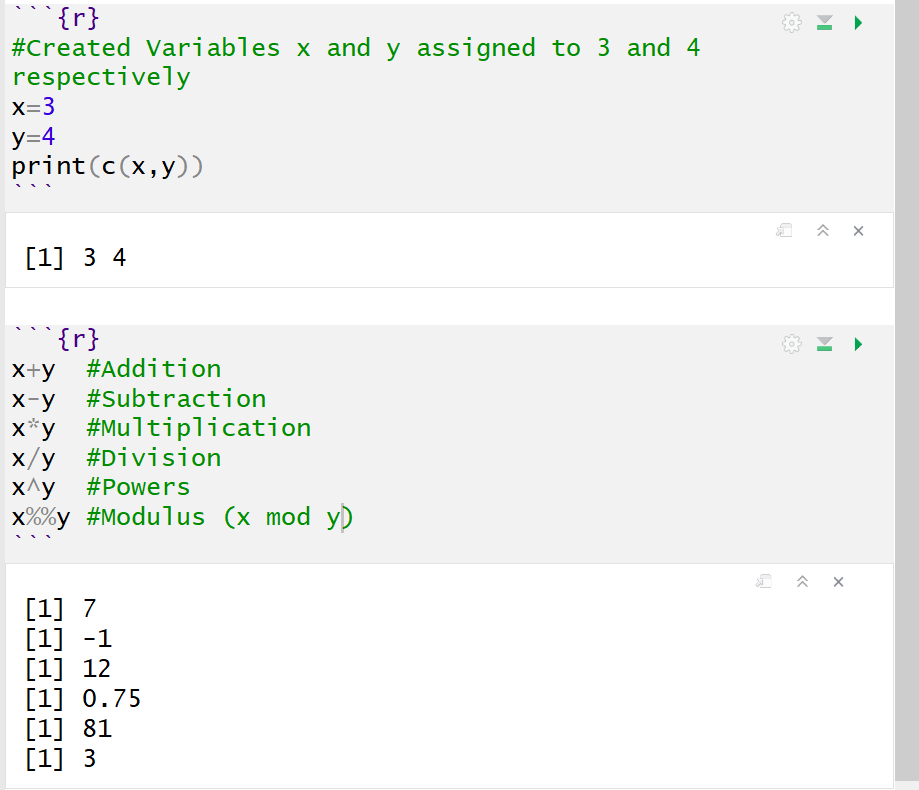 ```{r}
#Created Variables x and y assigned to 3 and 4
respectively
x=3
y=4
print(c(x,y))
```
[1] 3 4
```{r}
x+y  #Addition
x-y  #Subtraction
x*y  #Multiplication
x/y  #Division
x^y  #Powers
x%%y #Modulus (x mod y)
```
[1] 7
[1] -1
[1] 12
[1] 0.75
[1] 81
[1] 3